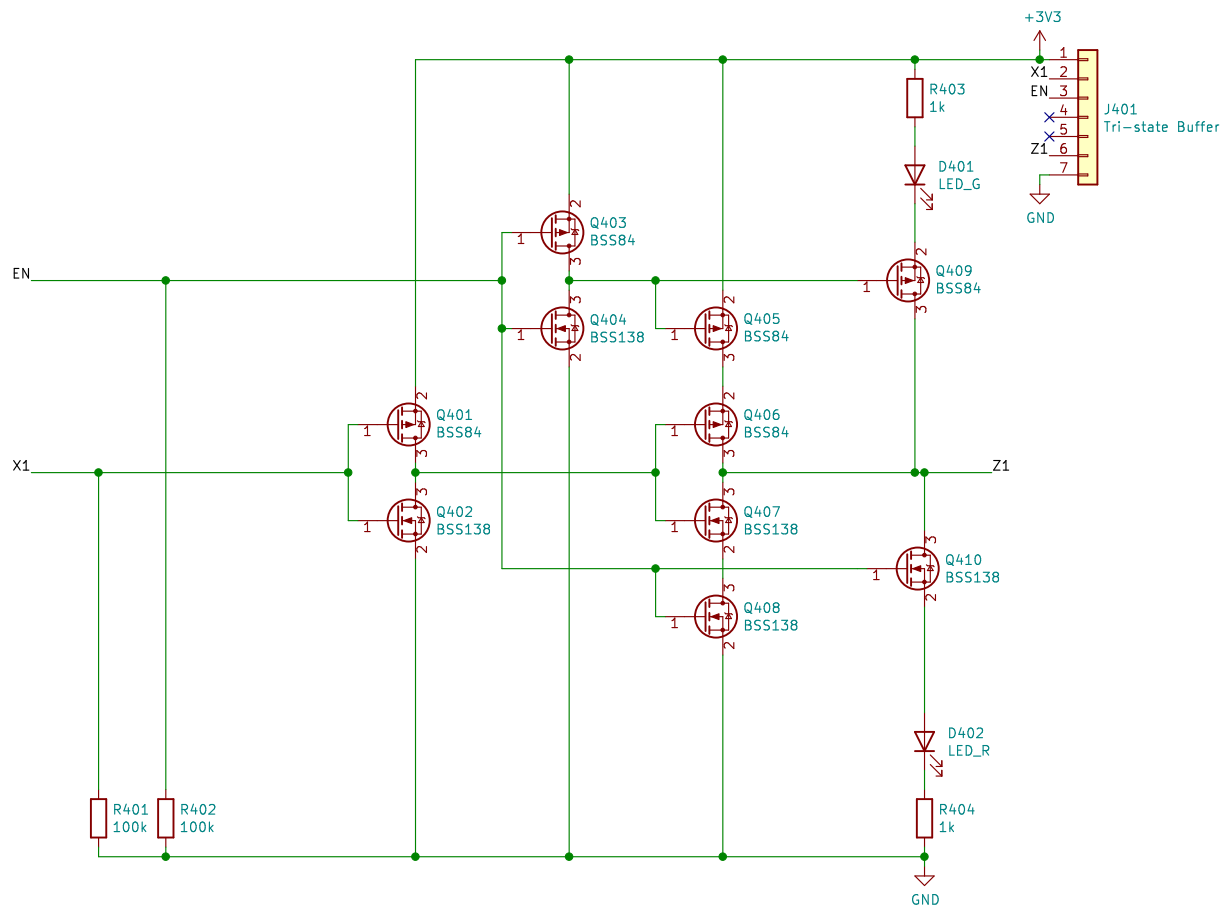 +3V3
1
X1 2
EN 3
4
5
Z1 6
7
J401
Tri-state Buffer
GND
R403
1k
D401
LED_G
2
Q403
BSS84
1
3
EN
2
Q409
BSS84
1
3
3
Q404
BSS138
1
2
2
Q405
BSS84
1
3
2
Q401
BSS84
1
3
2
Q406
BSS84
1
3
X1
Z1
3
Q402
BSS138
1
2
3
Q407
BSS138
1
2
3
Q410
BSS138
1
2
3
Q408
BSS138
1
2
D402
LED_R
R401
100k
R402
100k
R404
1k
GND